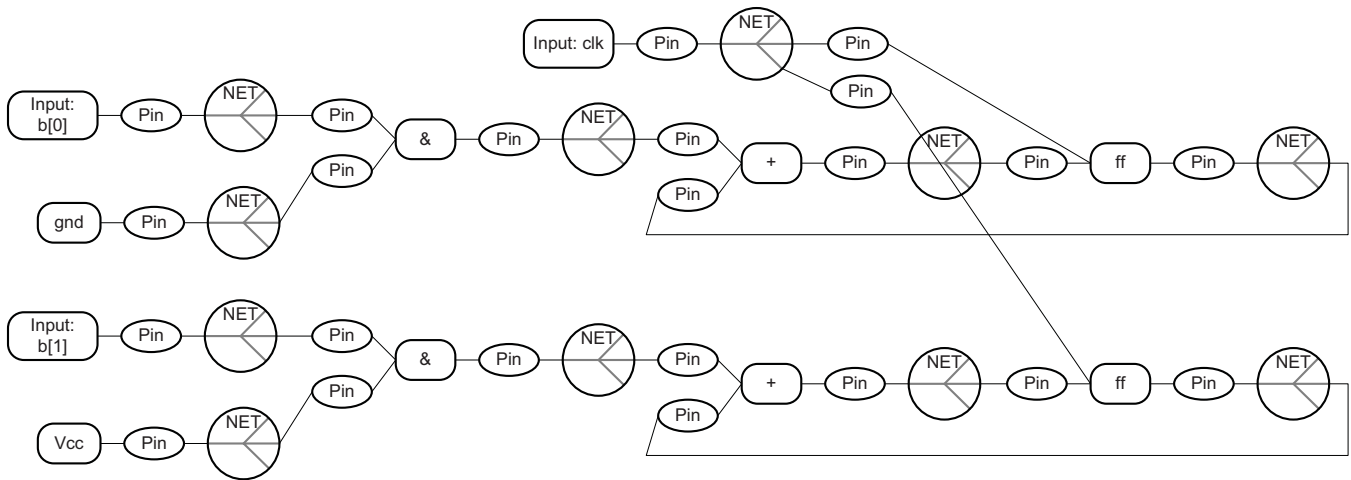 Input: clk
Pin
NET
Pin
Pin
Input:
b[0]
Pin
NET
Pin
Pin
&
Pin
NET
Pin
Pin
+
Pin
NET
Pin
ff
Pin
NET
gnd
Pin
NET
Input:
b[1]
Pin
NET
Pin
Pin
&
Pin
NET
Pin
Pin
+
Pin
NET
Pin
ff
Pin
NET
Vcc
Pin
NET